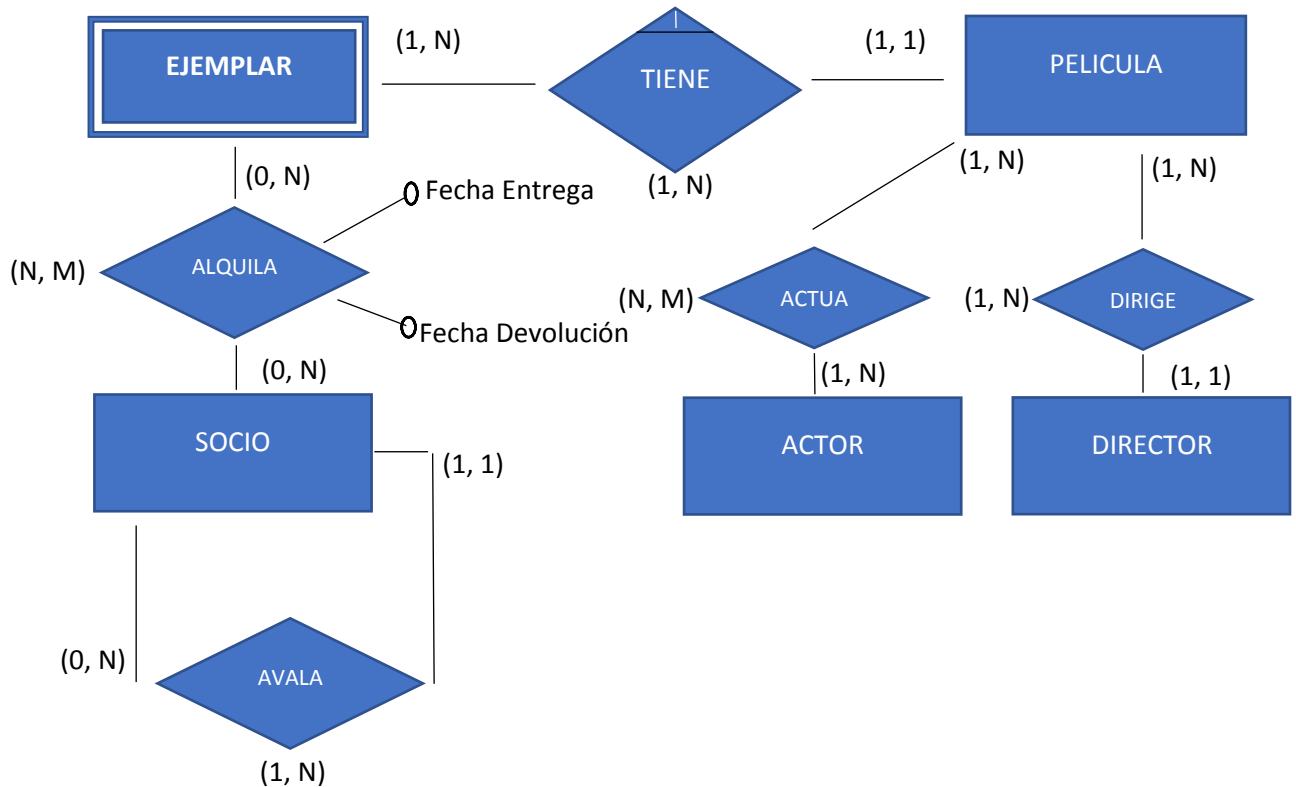 (1, N)
(1, 1)
EJEMPLAR
TIENE
PELICULA
I
(0, N)
(1, N)
(1, N)
(1, N)
Fecha Entrega
(N, M)
ALQUILA
Fecha Devolución
(N, M)
ACTUA
(1, N)
DIRIGE
(0, N)
(1, N)
(1, 1)
SOCIO
(1, 1)
ACTOR
DIRECTOR
(0, N)
AVALA
(1, N)